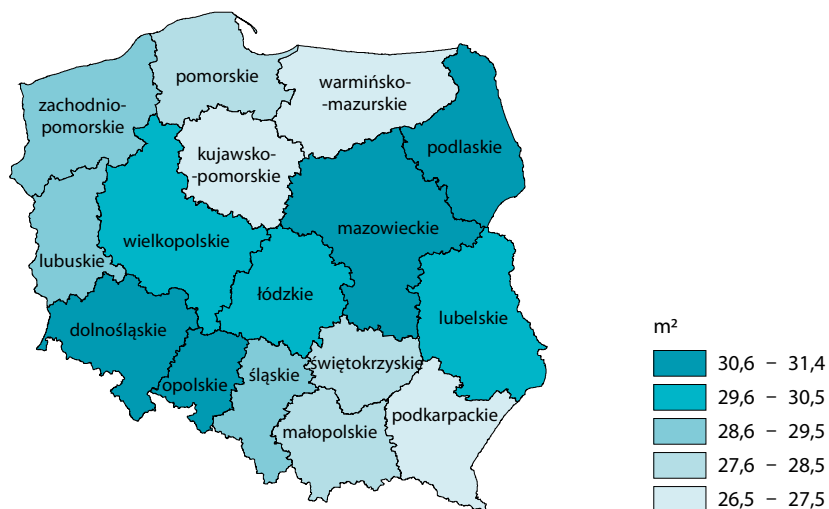 pomorskie
warmińsko-
-mazurskie
zachodnio-
pomorskie
podlaskie
kujawsko-
-pomorskie
mazowieckie
wielkopolskie
lubuskie
łódzkie
lubelskie
dolnośląskie
świętokrzyskie
śląskie
opolskie
podkarpackie
małopolskie
m²
30,6 – 31,4
29,6 – 30,5
28,6 – 29,5
27,6 – 28,5
26,5 – 27,5